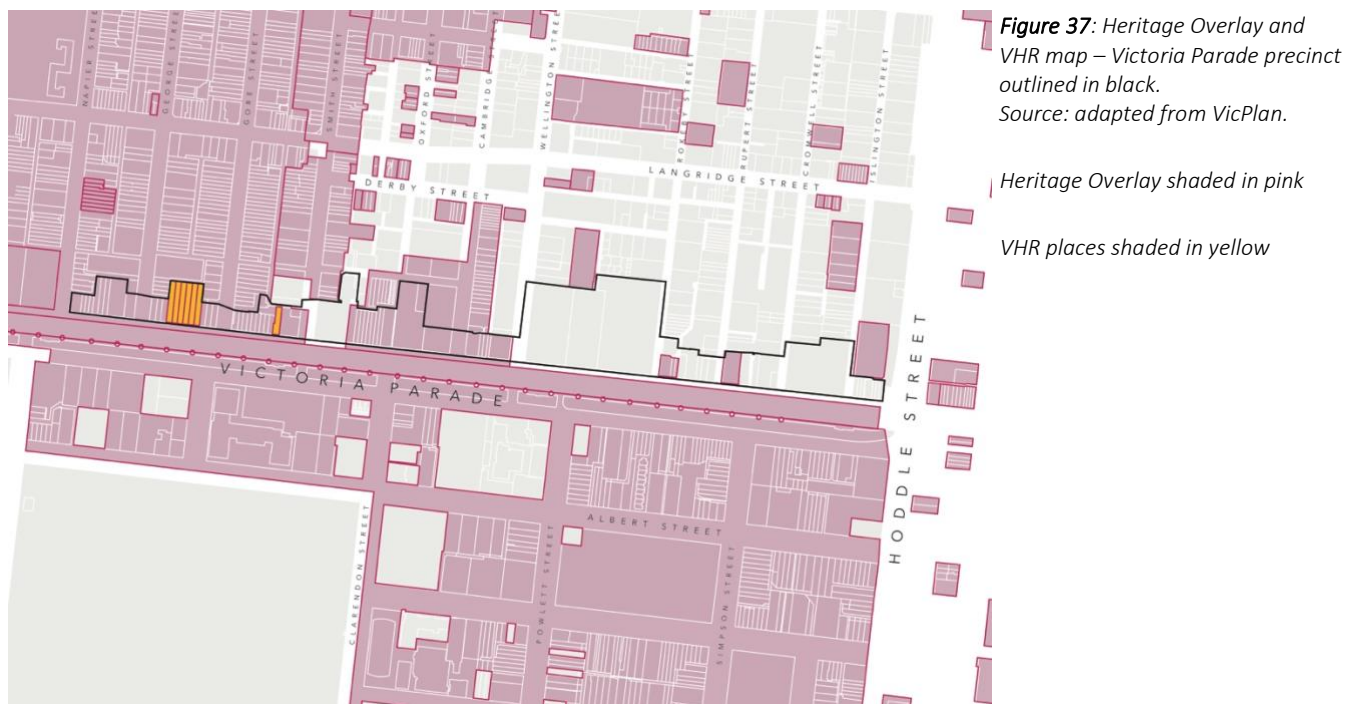 Figure 37: Heritage Overlay and
VHR map – Victoria Parade precinct
outlined in black.
Source: adapted from VicPlan.
Heritage Overlay shaded in pink
VHR places shaded in yellow
NAPIER STREET
GEORGE STREET
GORE STREET
SMITH STREET
OXFORD STREET
CAMBRIDGE STREET
WELLINGTON STREET
RUPERT STREET
CROMWELL STREET
ISLINGTON STREET
LANGRIDGE STREET
DERBY STREET
VICTORIA PARADE
HODDLE STREET
ALBERT STREET
CLARENDON STREET
POWLETT STREET
SIMPSON STREET